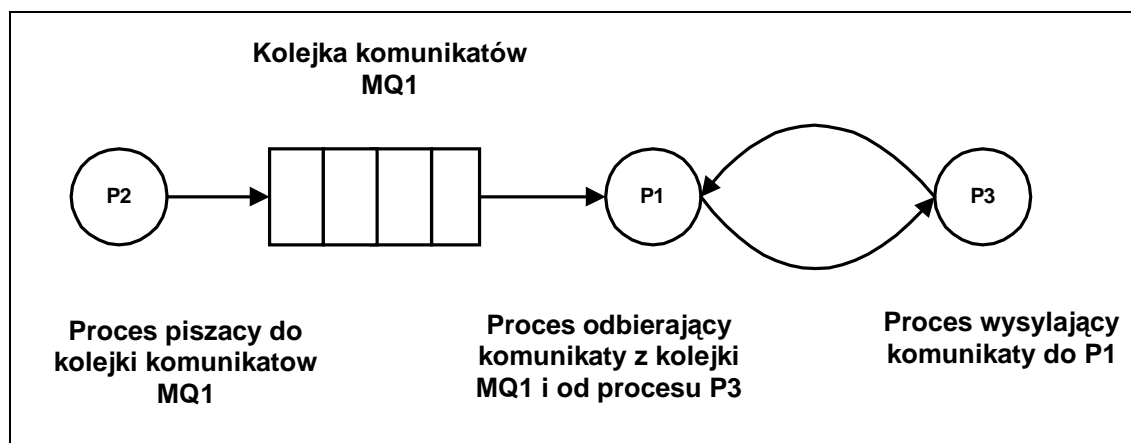 Kolejka komunikatów
MQ1
P2
P1
P3
Proces piszacy do
kolejki komunikatow
MQ1
Proces odbierający
komunikaty z kolejki
MQ1 i od procesu P3
Proces wysylający
komunikaty do P1